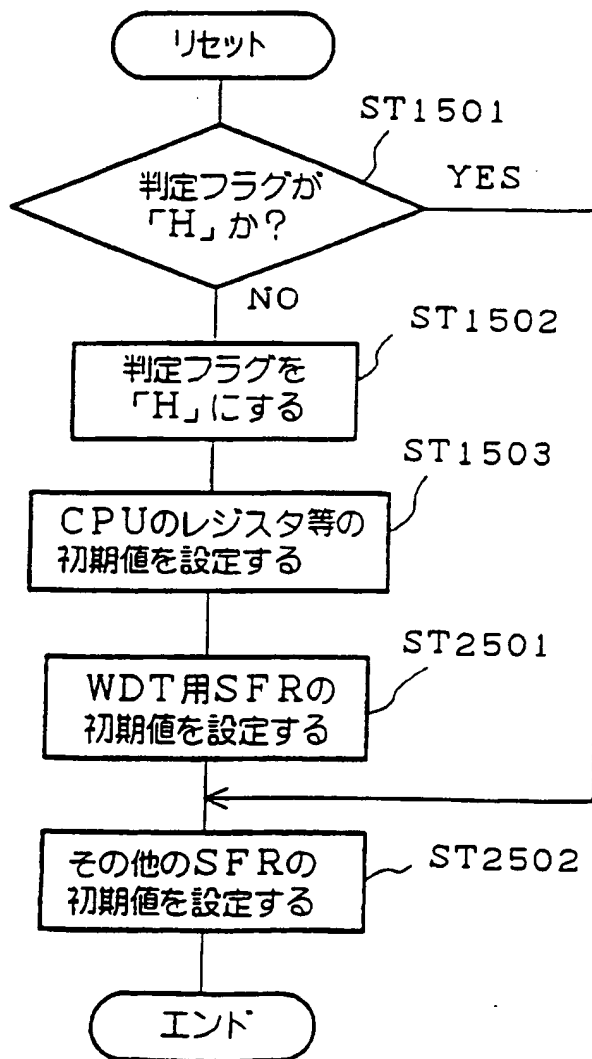 リセット
ST1501
判定フラグが
「H」か?
YES
NO
ST1502
判定フラグを
「H」にする
ST1503
CPUのレジスタ等の
初期値を設定する
ST2501
WDT用SFRの
初期値を設定する
その他のSFRの
初期値を設定する
ST2502
エンド